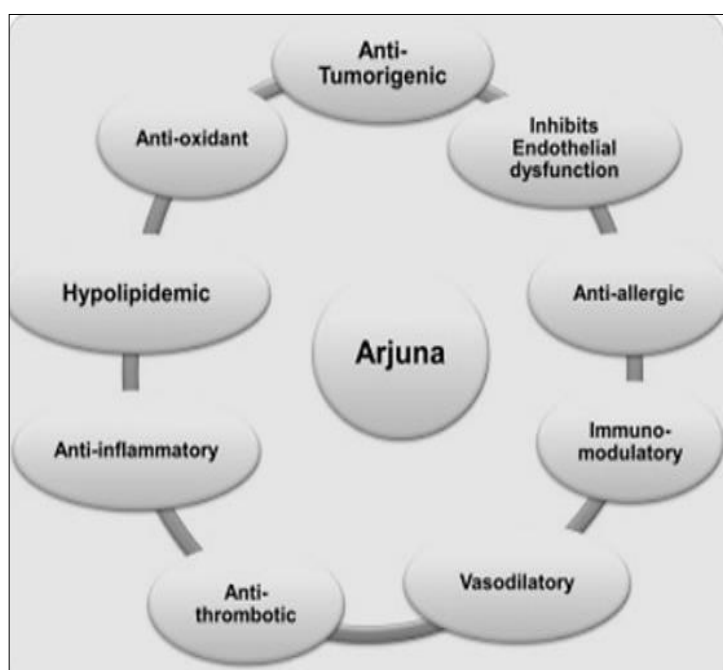 Anti-
Tumorigenic
Inhibits
Endothelial
dysfunction
Anti-allergic
Immuno-
modulatory
Vasodilatory
Anti-
thrombotic
Anti-inflammatory
Hypolipidemic
Anti-oxidant
Arjuna